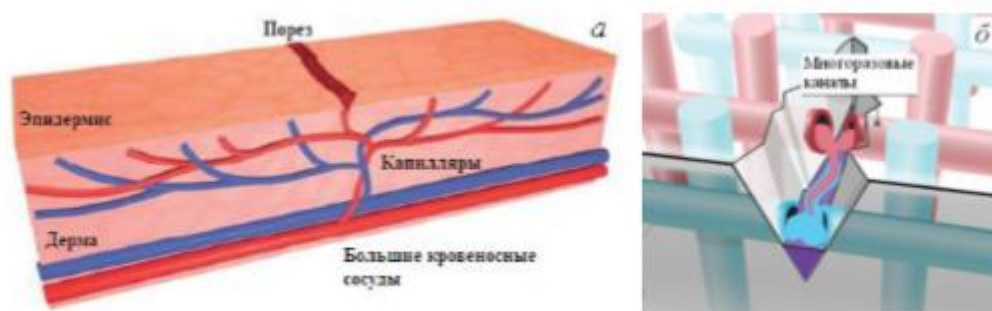 Порез
а
Эпидермис
Капилляры
Дерма
Большие кровеносные
сосуды
б
Многоразовые
каналы